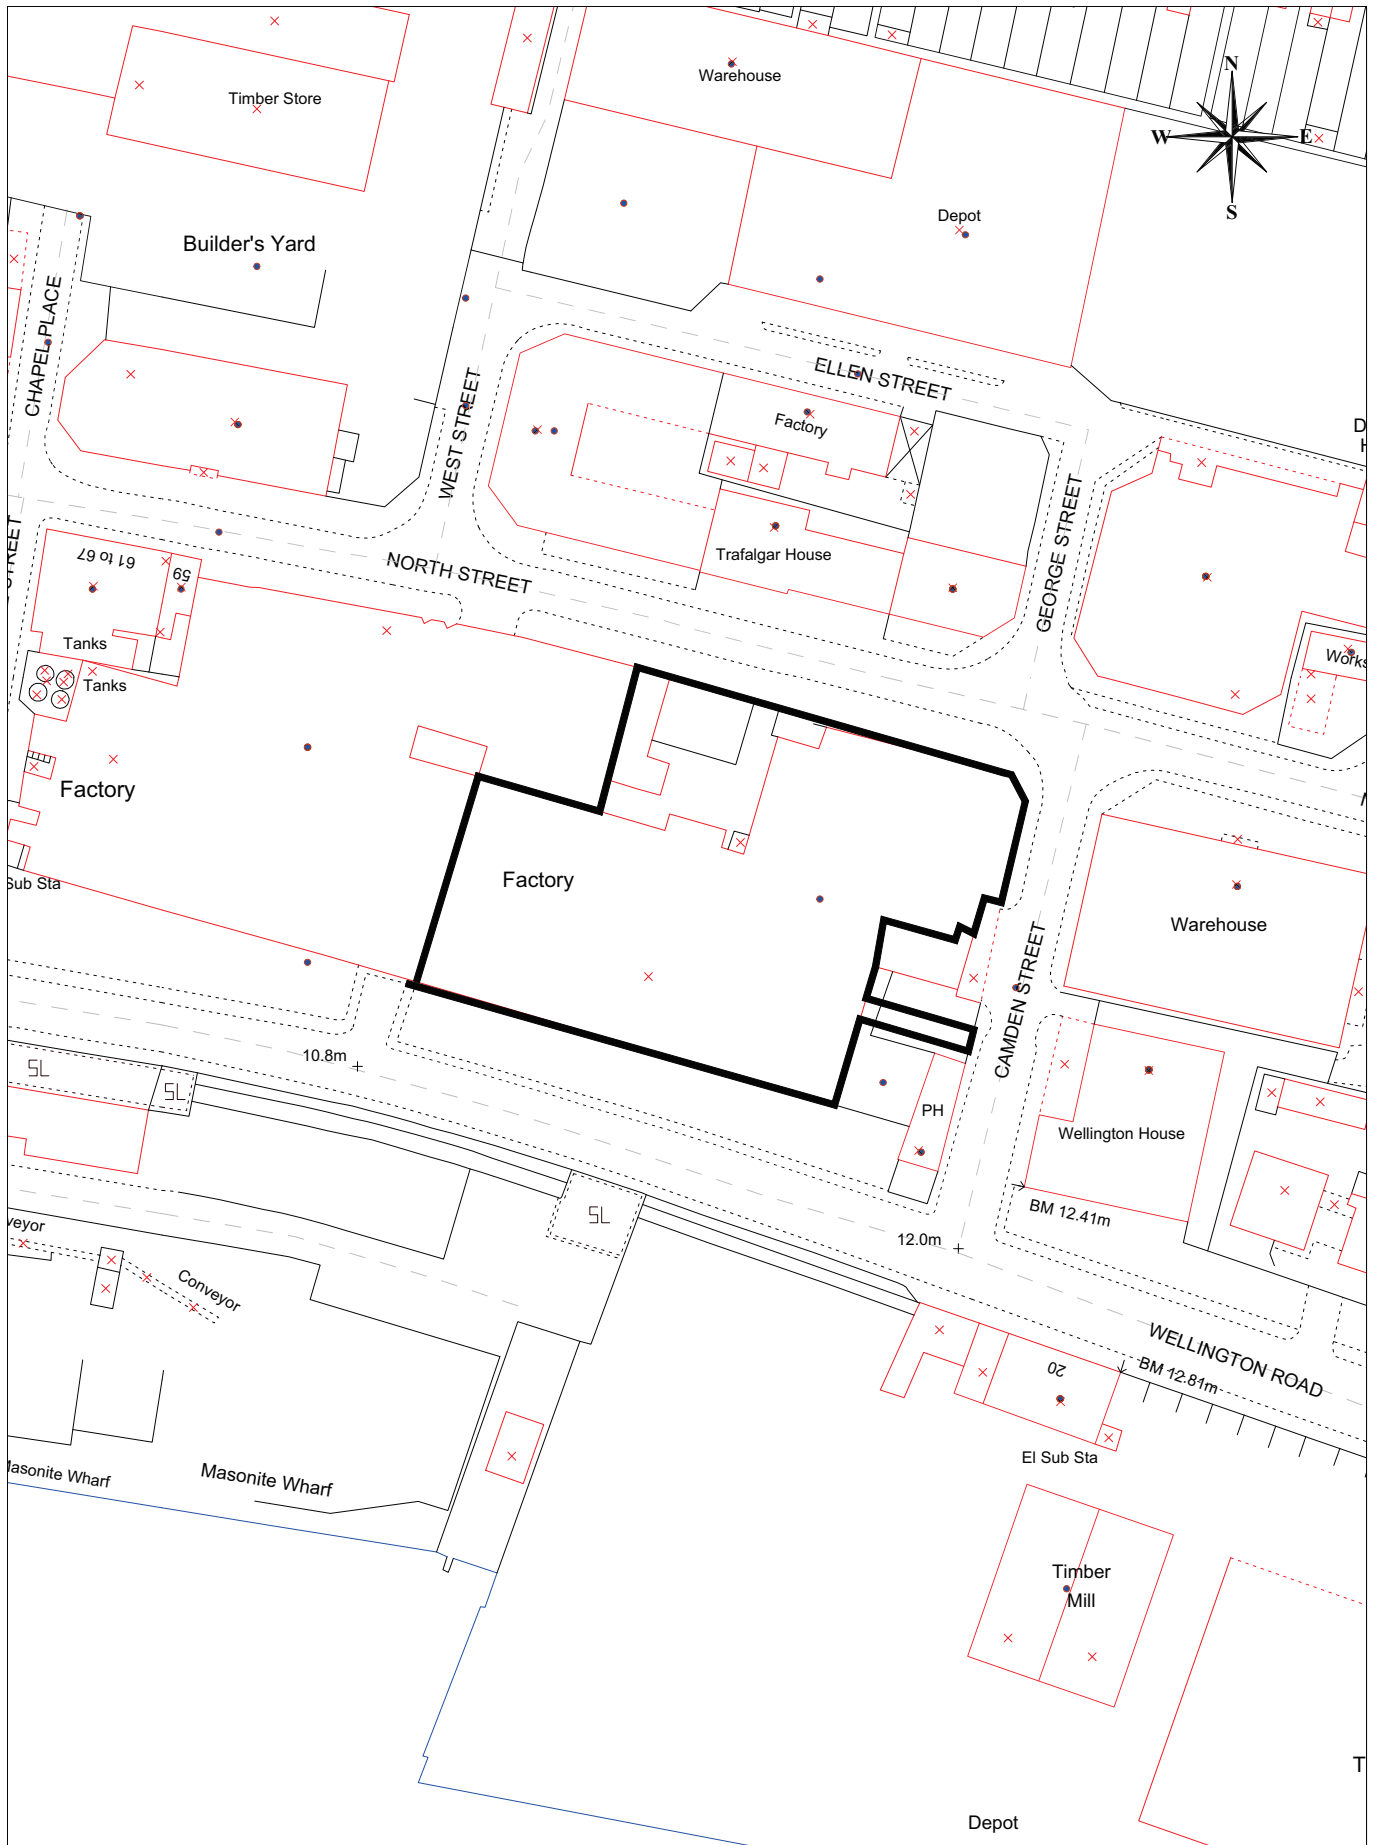 Warehouse
N
Timber Store
W
E
S
Depot
Builder's Yard
CHAPEL PLACE
ELLEN STREET
WEST STREET
Factory
GEORGE STREET
Trafalgar House
NORTH STREET
61 to 67
59
STREET
Tanks
Tanks
Works
Factory
Factory
Sub Sta
Warehouse
CAMDEN STREET
10.8m
SL
SL
PH
Wellington House
SL
BM 12.41m
12.0m
Conveyor
WELLINGTON ROAD
BM 12.81m
20
El Sub Sta
Masonite Wharf
Masonite Wharf
Timber
Mill
T
Depot